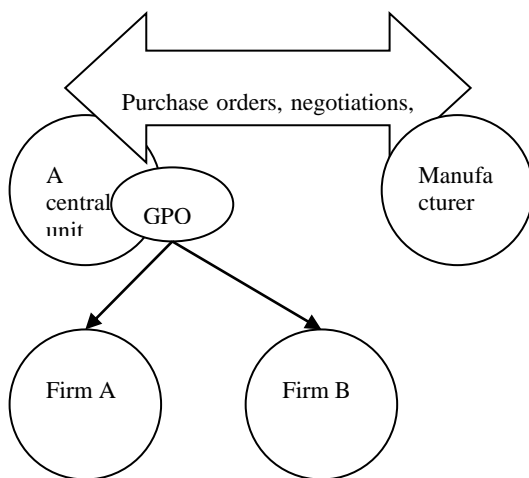 Purchase orders, negotiations,
A
central
unit
GPO
Manufa
cturer
Firm A
Firm B